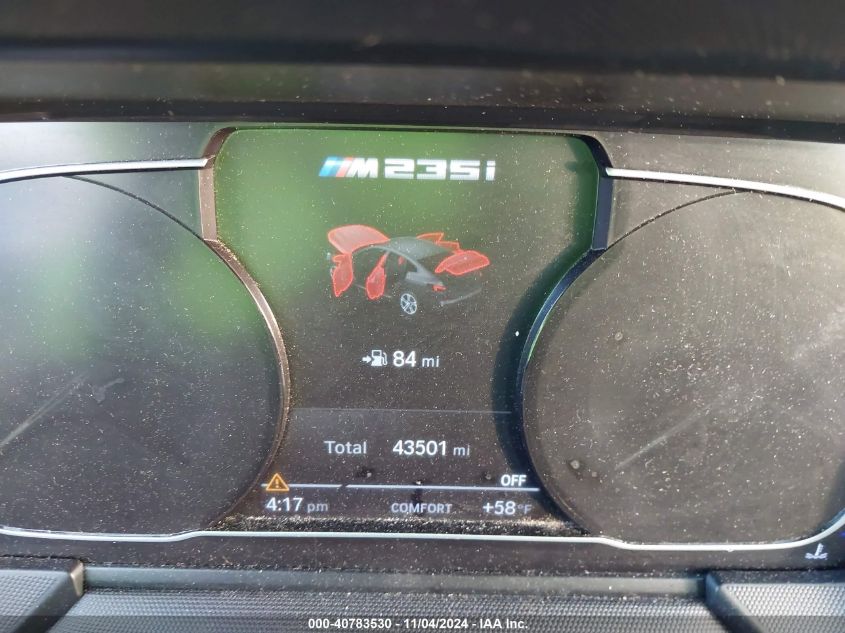 M235i
84 mi
Total 43501 mi
OFF
4:17 pm COMFORT +58°F
000-40783530 - 11/04/2024 - IAA Inc.